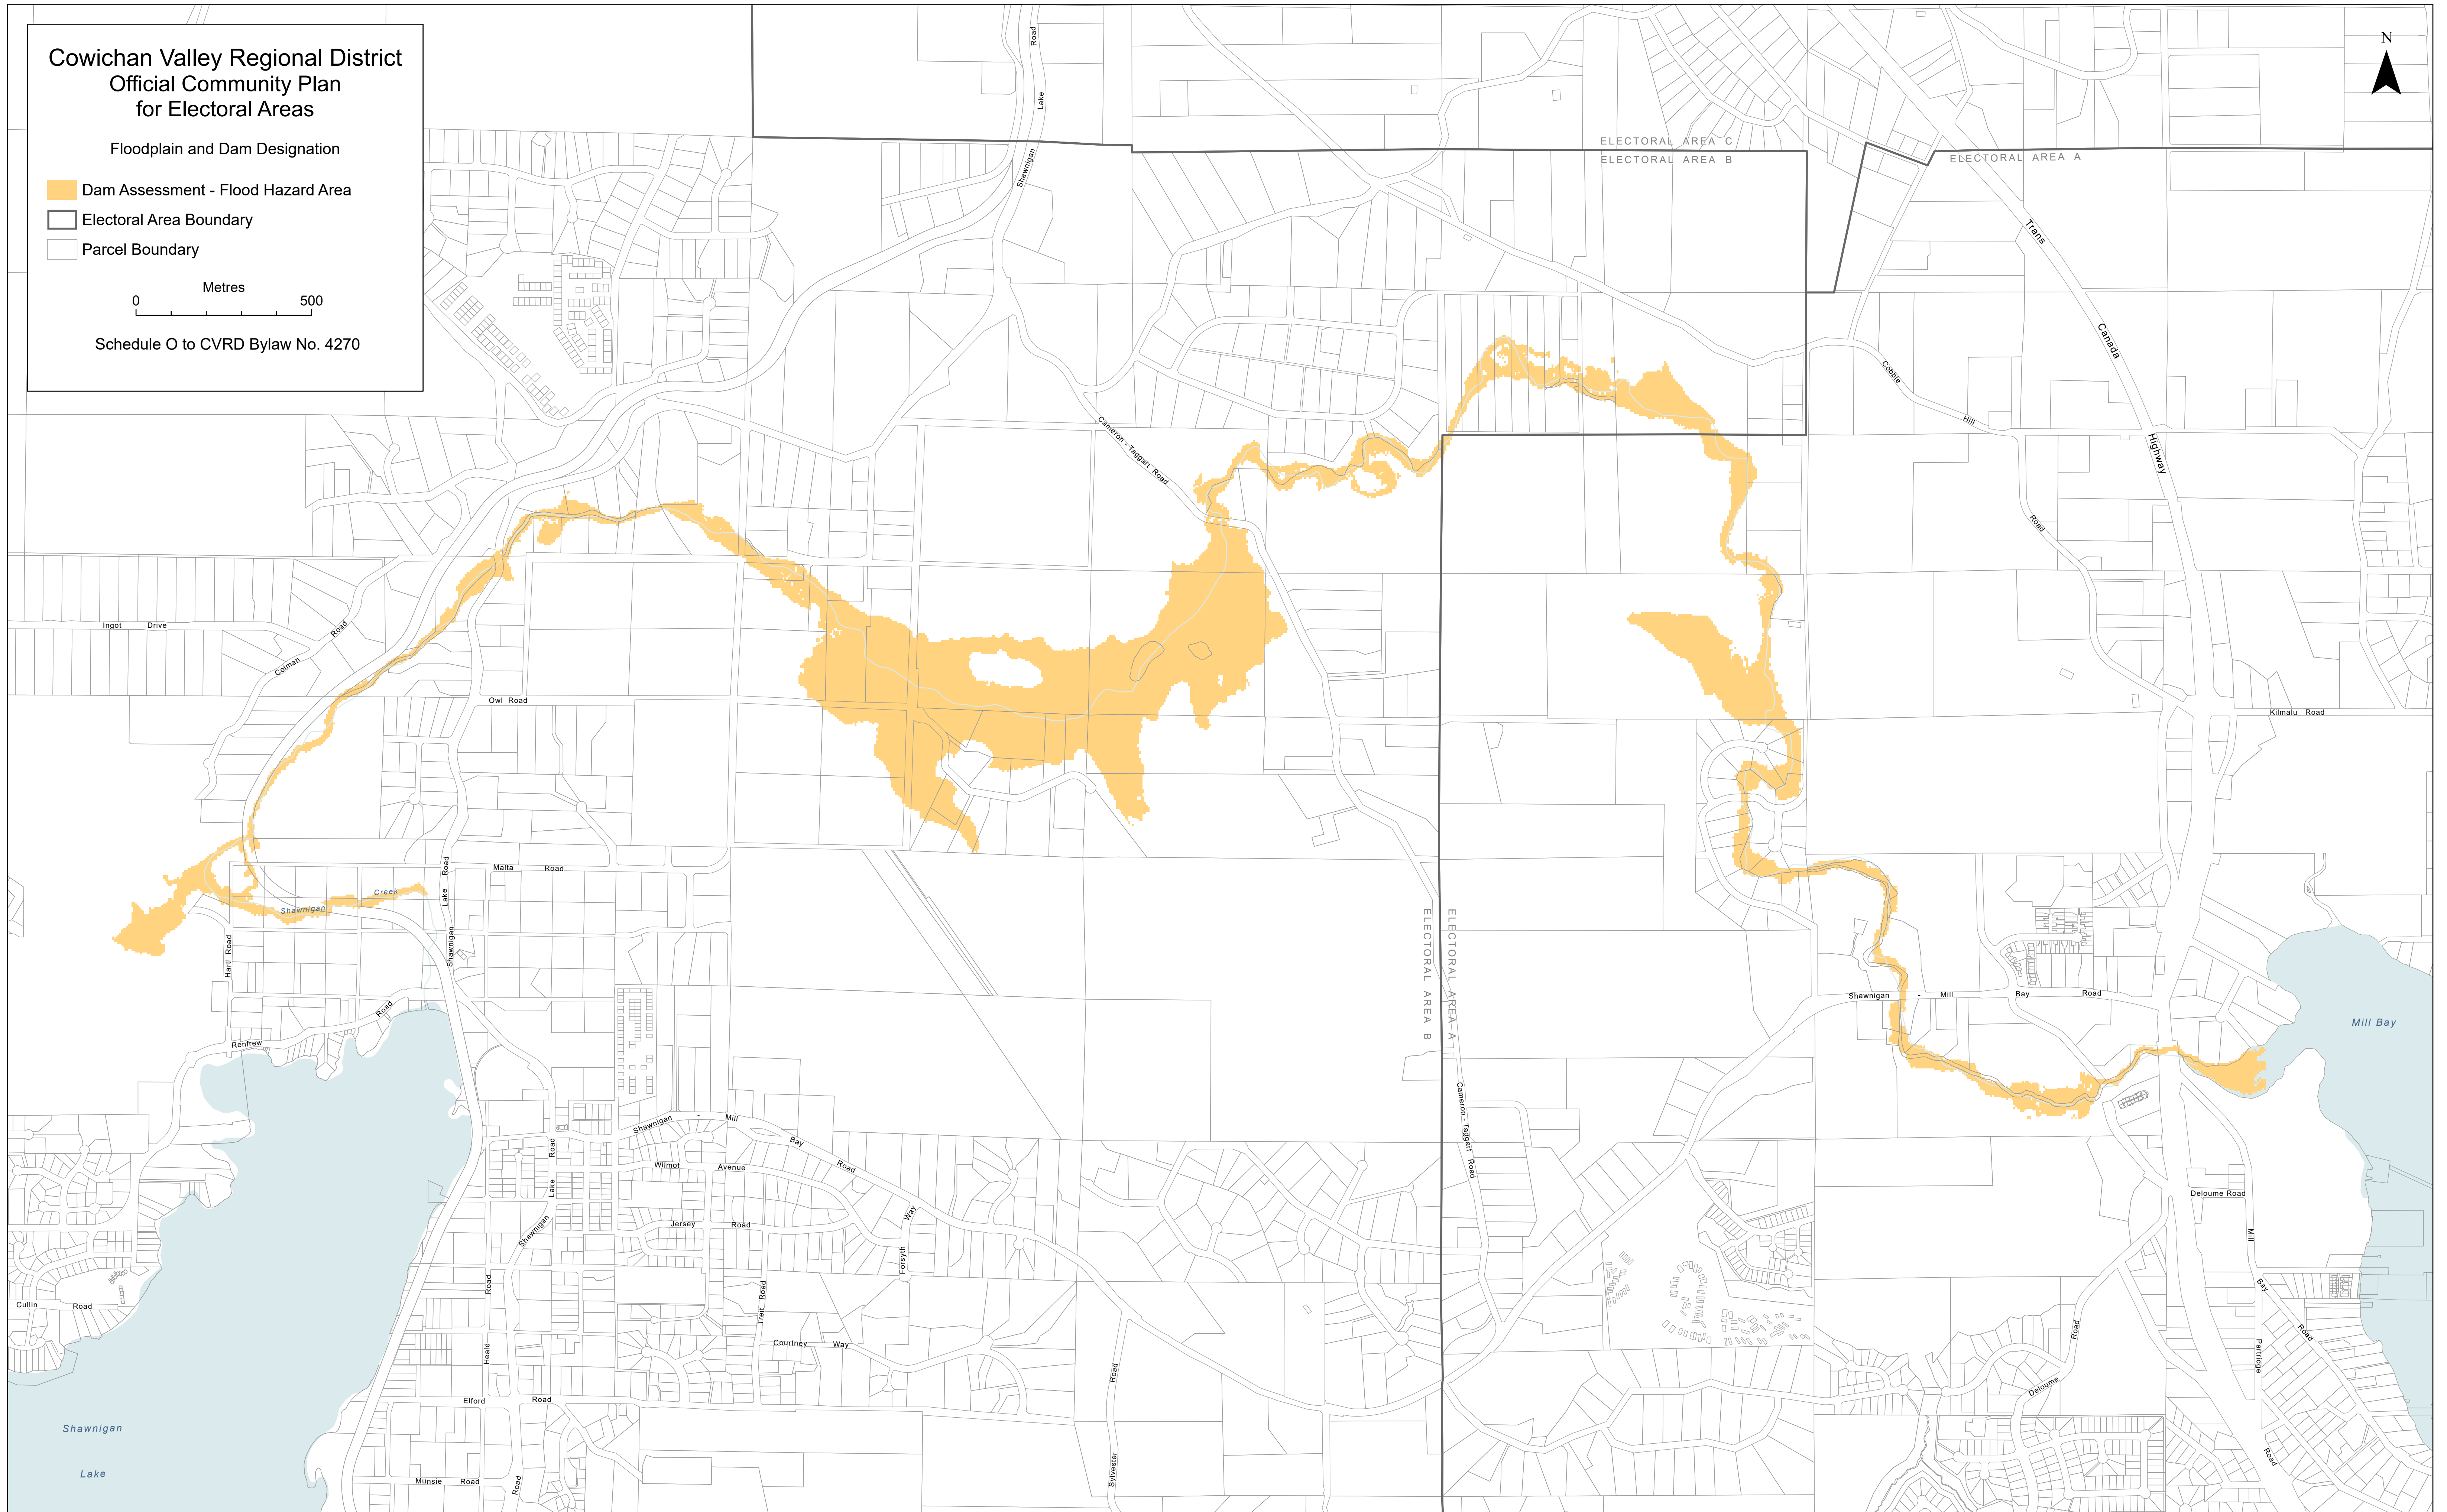 Cowichan Valley Regional District
Official Community Plan
for Electoral Areas
Floodplain and Dam Designation
Dam Assessment - Flood Hazard Area
Electoral Area Boundary
Parcel Boundary
Metres
0 500
Schedule O to CVRD Bylaw No. 4270
N
Road
Lake
Shawnigan
ELECTORAL AREA C
ELECTORAL AREA B
ELECTORAL AREA A
Trans
Canada
Highway
Cobble
Hill
Road
Cameron - Taggart Road
Ingot Drive
Colman
Road
Owl Road
Kilmalu Road
Malta Road
Shawnigan
Lake
Road
Creek
Shawnigan
Hartl Road
Renfrew
Road
ELECTORAL AREA B
ELECTORAL AREA A
Shawnigan - Mill Bay Road
Mill Bay
Cameron - Taggart Road
Shawnigan - Mill Bay Road
Wilmot Avenue
Jersey Road
Forsyth
Way
Treit Road
Courtney Way
Shawnigan
Lake
Road
Heald
Road
Elford Road
Munsie Road
Road
Cullin Road
Shawnigan
Lake
Sylvester
Road
Deloume Road
Mill
Bay
Road
Partridge
Road
Deloume
Road